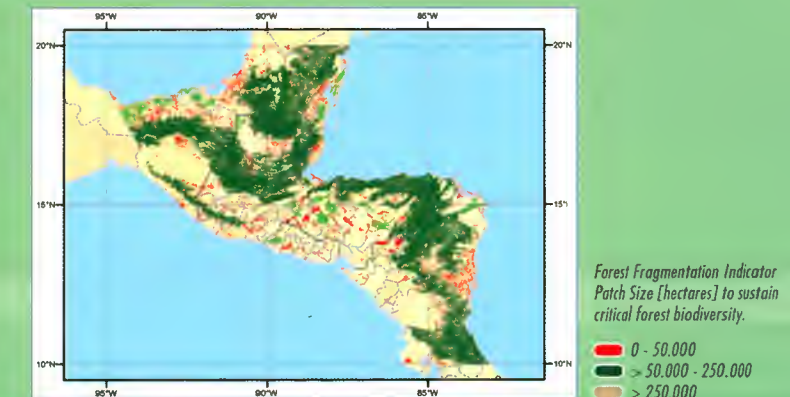 95°W 90°W 85°W
20°N 20°N
15°N 15°
10°N 10°N
95°W 90°W 85°W
Forest Fragmentation Indicator
Patch Size [hectares] to sustain
critical forest biodiversity.
0 - 50.000
> 50.000 - 250.000
> 250.000